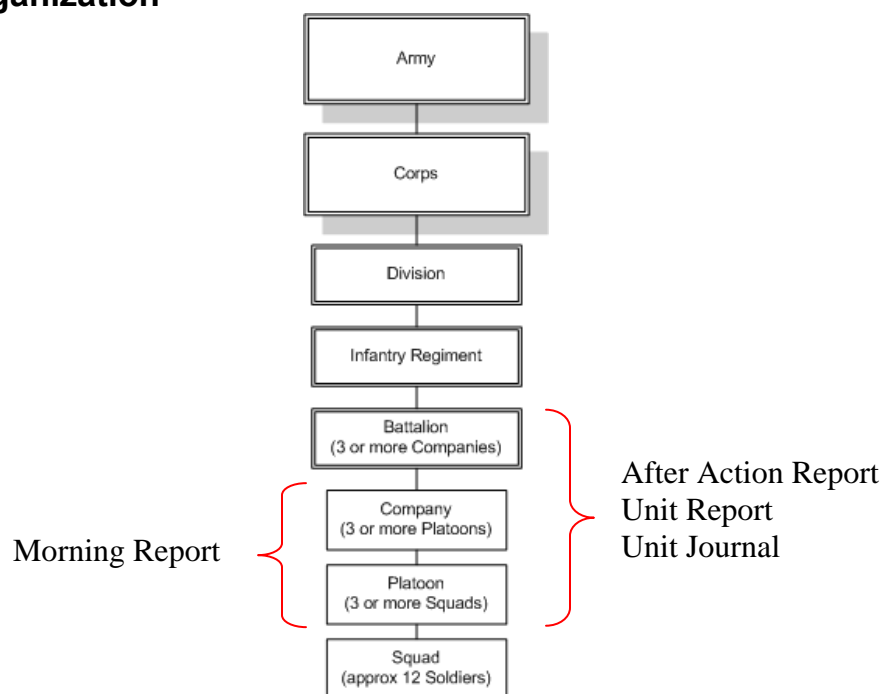 Army
Corps
Division
Infantry Regiment
Battalion
(3 or more Companies)
Company
(3 or more Platoons)
Platoon
(3 or more Squads)
Squad
(approx 12 Soldiers)
Morning Report
After Action Report
Unit Report
Unit Journal